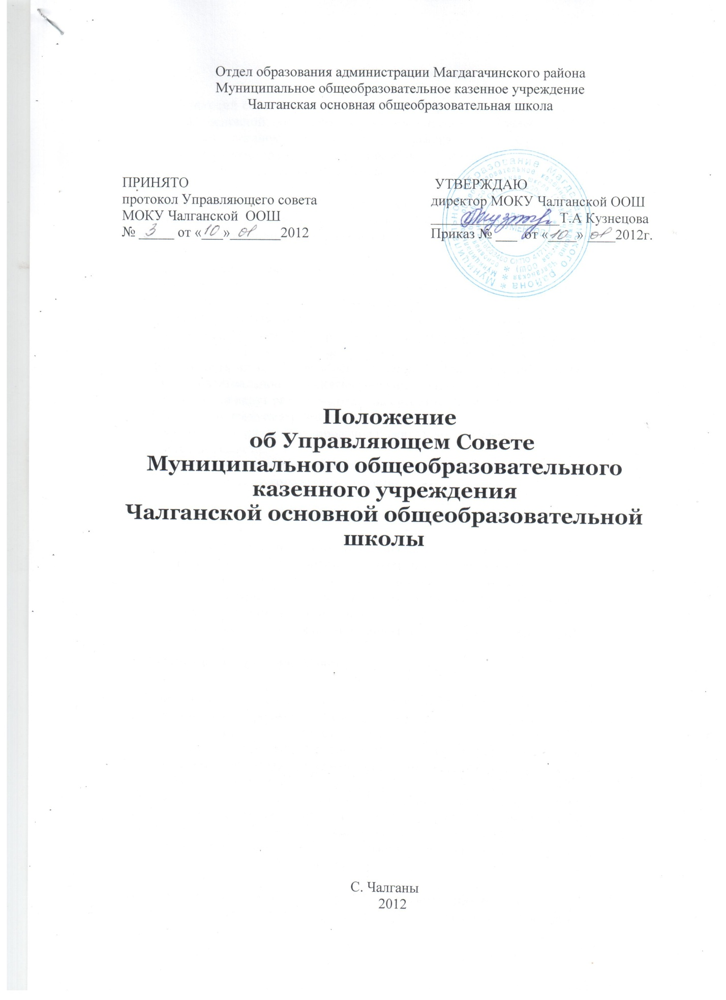 Отдел образования администрации Магдагачинского района
Муниципальное общеобразовательное казенное учреждение
Чалганская основная общеобразовательная школа
ПРИНЯТО
протокол Управляющего совета
МОКУ Чалганской ООШ
№ 3 от «10» 01 2012
УТВЕРЖДАЮ
директор МОКУ Чалганской ООШ
Т.А Кузнецова
Приказ № ___ от «10» 01 2012г.
Положение
об Управляющем Совете
Муниципального общеобразовательного
казенного учреждения
Чалганской основной общеобразовательной
школы
С. Чалганы
2012